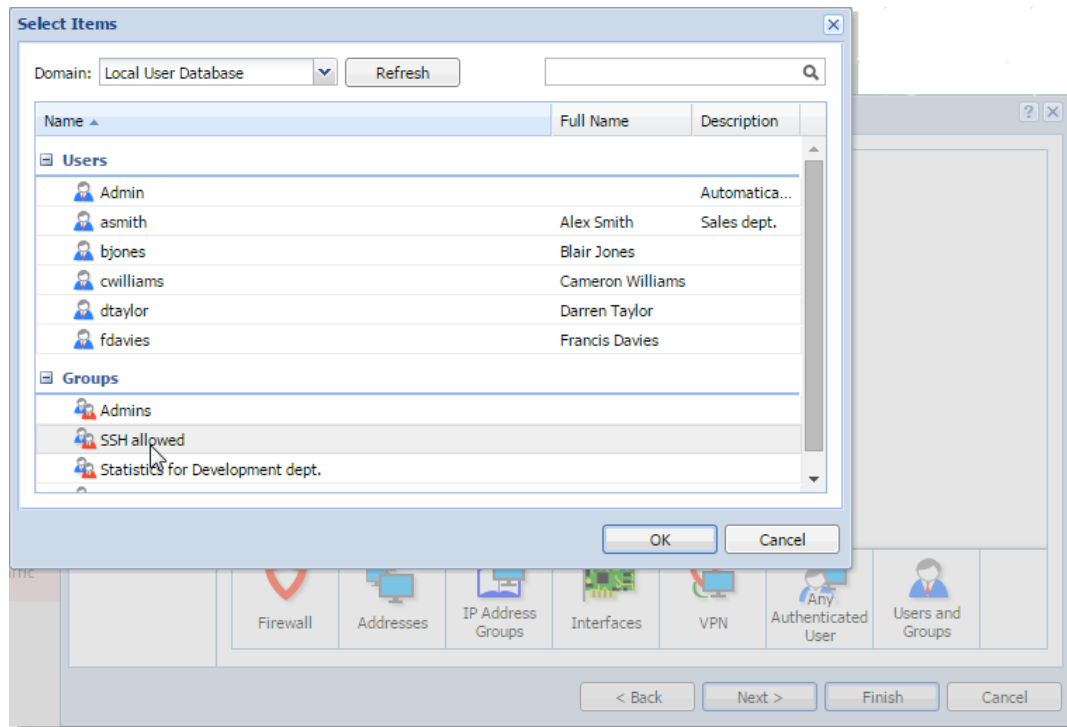 Select Items
Domain: Local User Database Refresh
Name Full Name Description
Users
Admin Automatica...
asmith Alex Smith Sales dept.
bjones Blair Jones
cwilliams Cameron Williams
dtaylor Darren Taylor
fdavies Francis Davies
Groups
Admins
SSH allowed
Statistics for Development dept.
OK Cancel
Firewall
Addresses
IP Address
Groups
Interfaces
VPN
Any
Authenticated
User
Users and
Groups
< Back Next > Finish Cancel